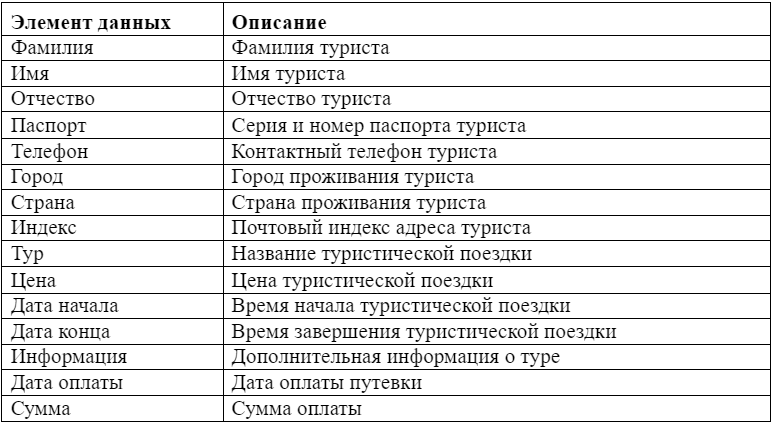 Элемент данных Описание
Фамилия Фамилия туриста
Имя Имя туриста
Отчество Отчество туриста
Паспорт Серия и номер паспорта туриста
Телефон Контактный телефон туриста
Город Город проживания туриста
Страна Страна проживания туриста
Индекс Почтовый индекс адреса туриста
Тур Название туристической поездки
Цена Цена туристической поездки
Дата начала Время начала туристической поездки
Дата конца Время завершения туристической поездки
Информация Дополнительная информация о туре
Дата оплаты Дата оплаты путевки
Сумма Сумма оплаты